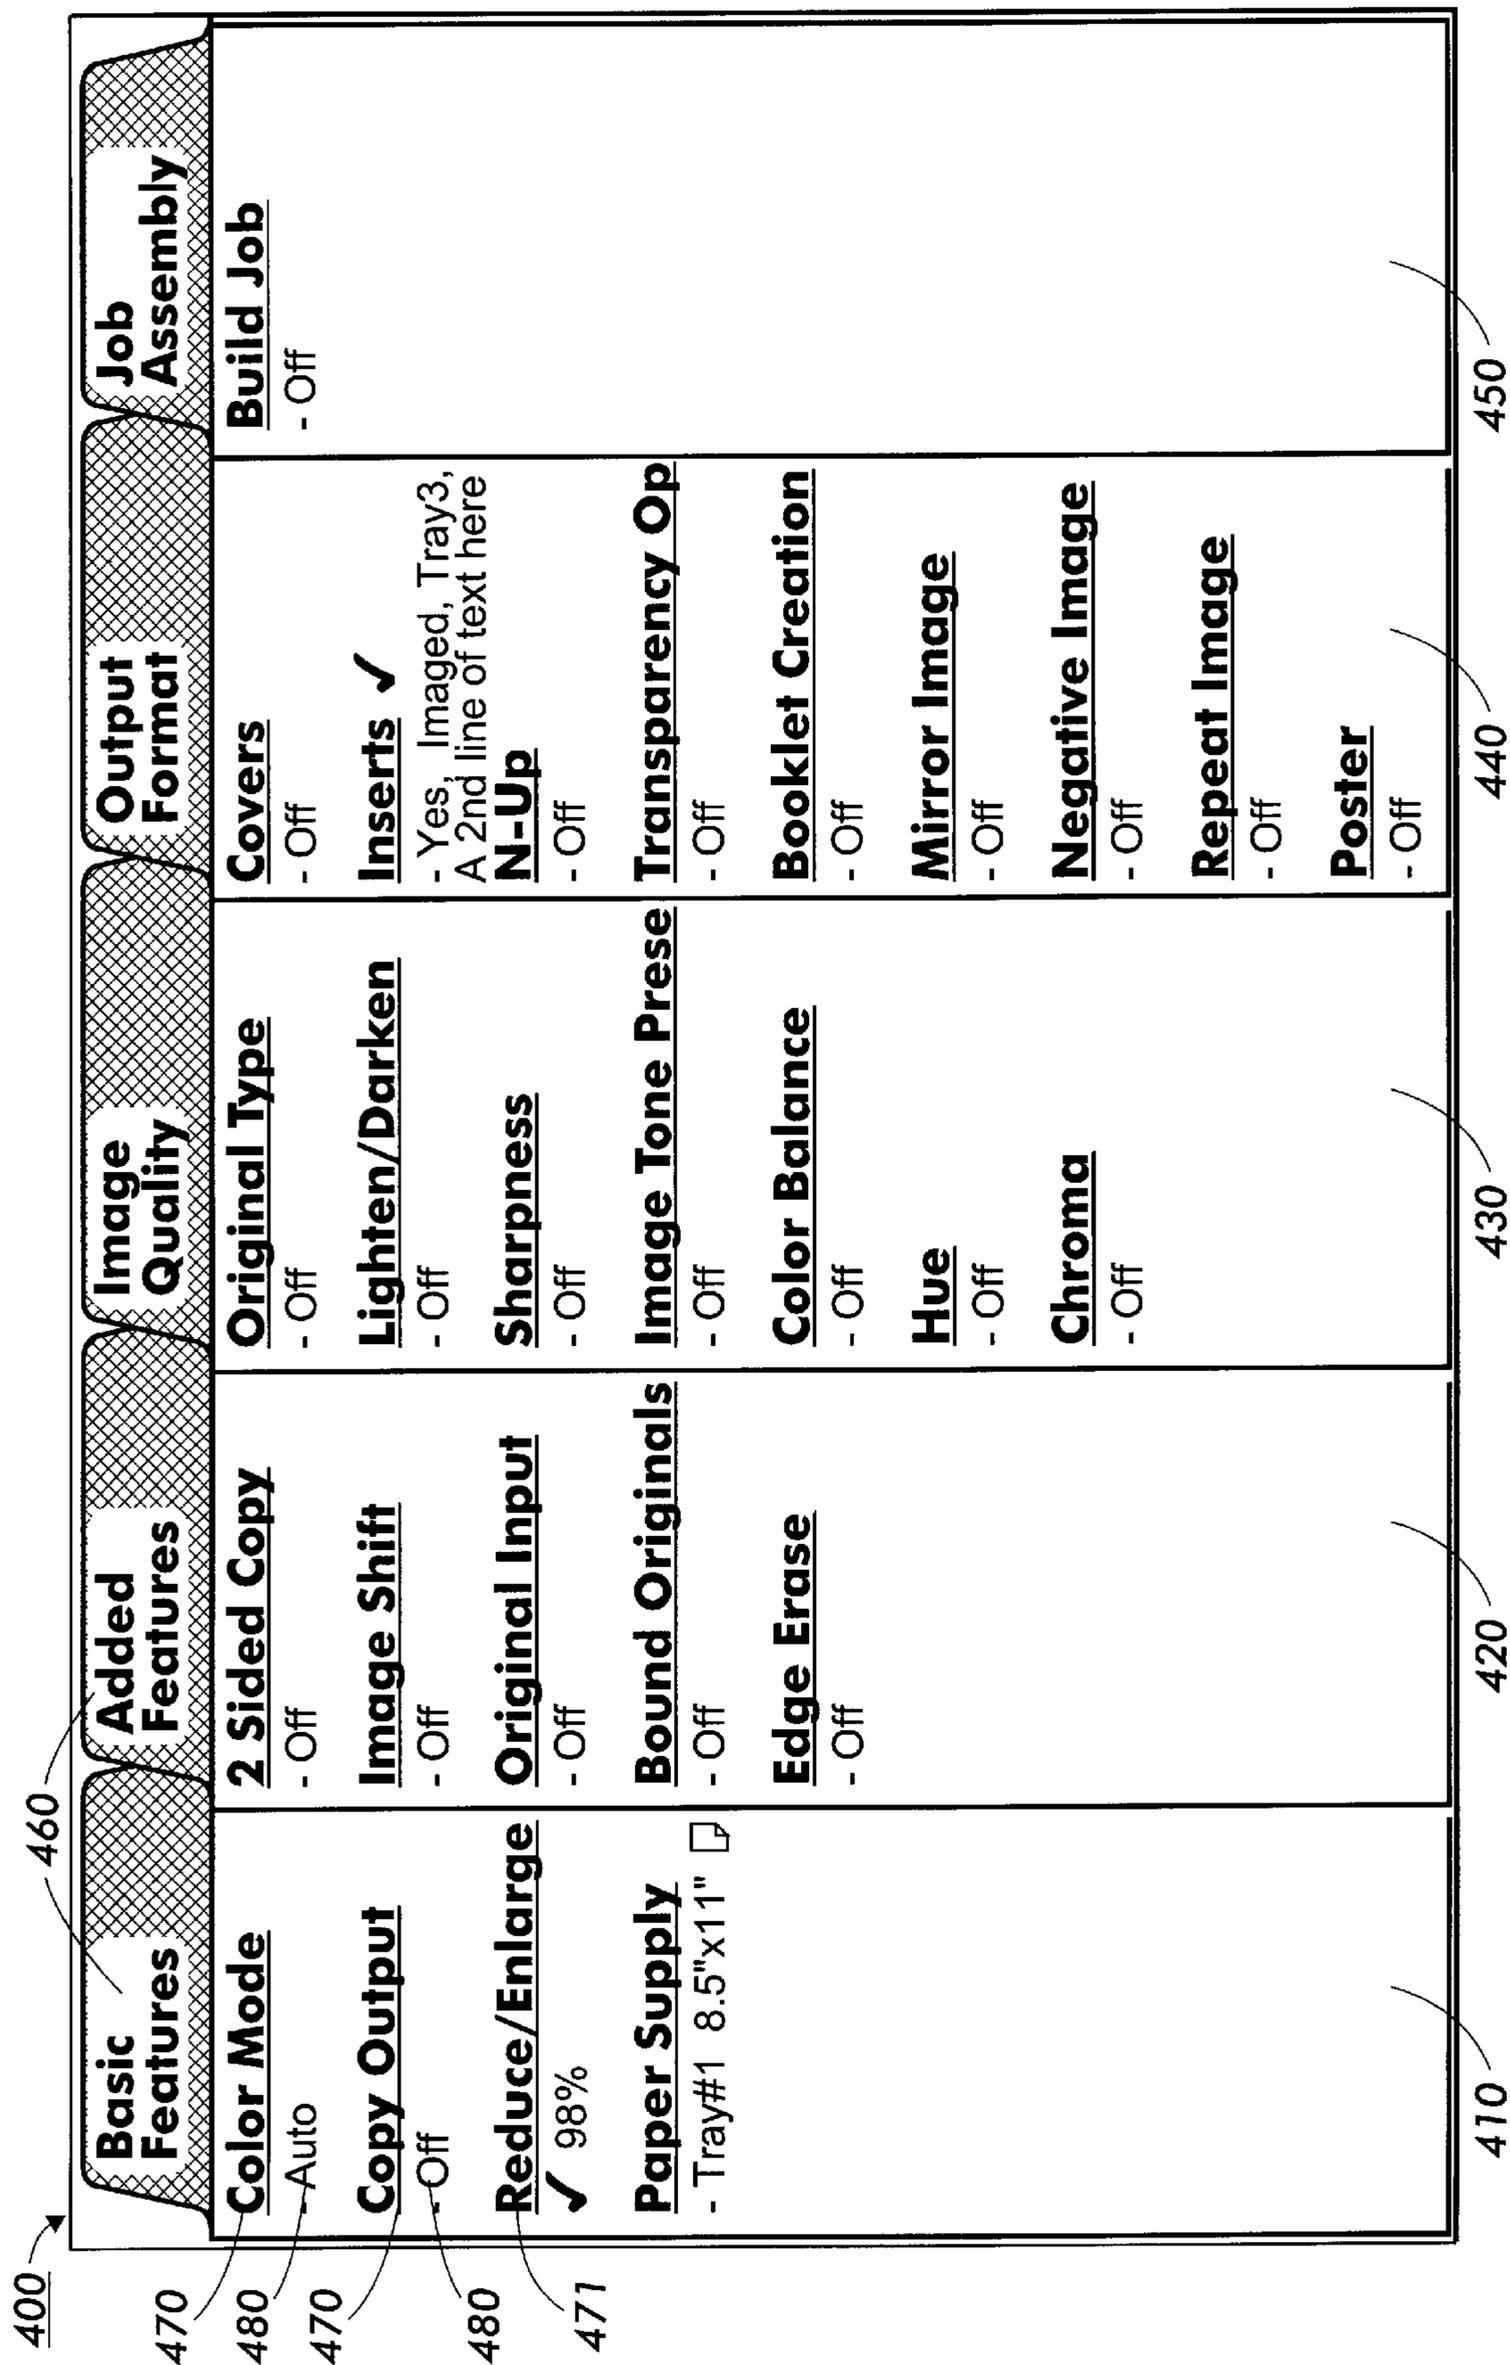 400
460
Basic
Features
Added
Features
Image
Quality
Output
Format
Job
Assembly
470
Color Mode
480
- Auto
470
Copy Output
480
- Off
471
Reduce/Enlarge
✓ 98%
Paper Supply
- Tray#1 8.5"x11"
410
2 Sided Copy
- Off
Image Shift
- Off
Original Input
- Off
Bound Originals
- Off
Edge Erase
- Off
420
Original Type
- Off
Lighten/Darken
- Off
Sharpness
- Off
Image Tone Prese
- Off
Color Balance
- Off
Hue
- Off
Chroma
- Off
430
Covers
- Off
Inserts ✓
- Yes, Imaged, Tray3,
A 2nd line of text here
N-Up
- Off
Transparency Op
- Off
Booklet Creation
- Off
Mirror Image
- Off
Negative Image
- Off
Repeat Image
- Off
Poster
- Off
440
Build Job
- Off
450